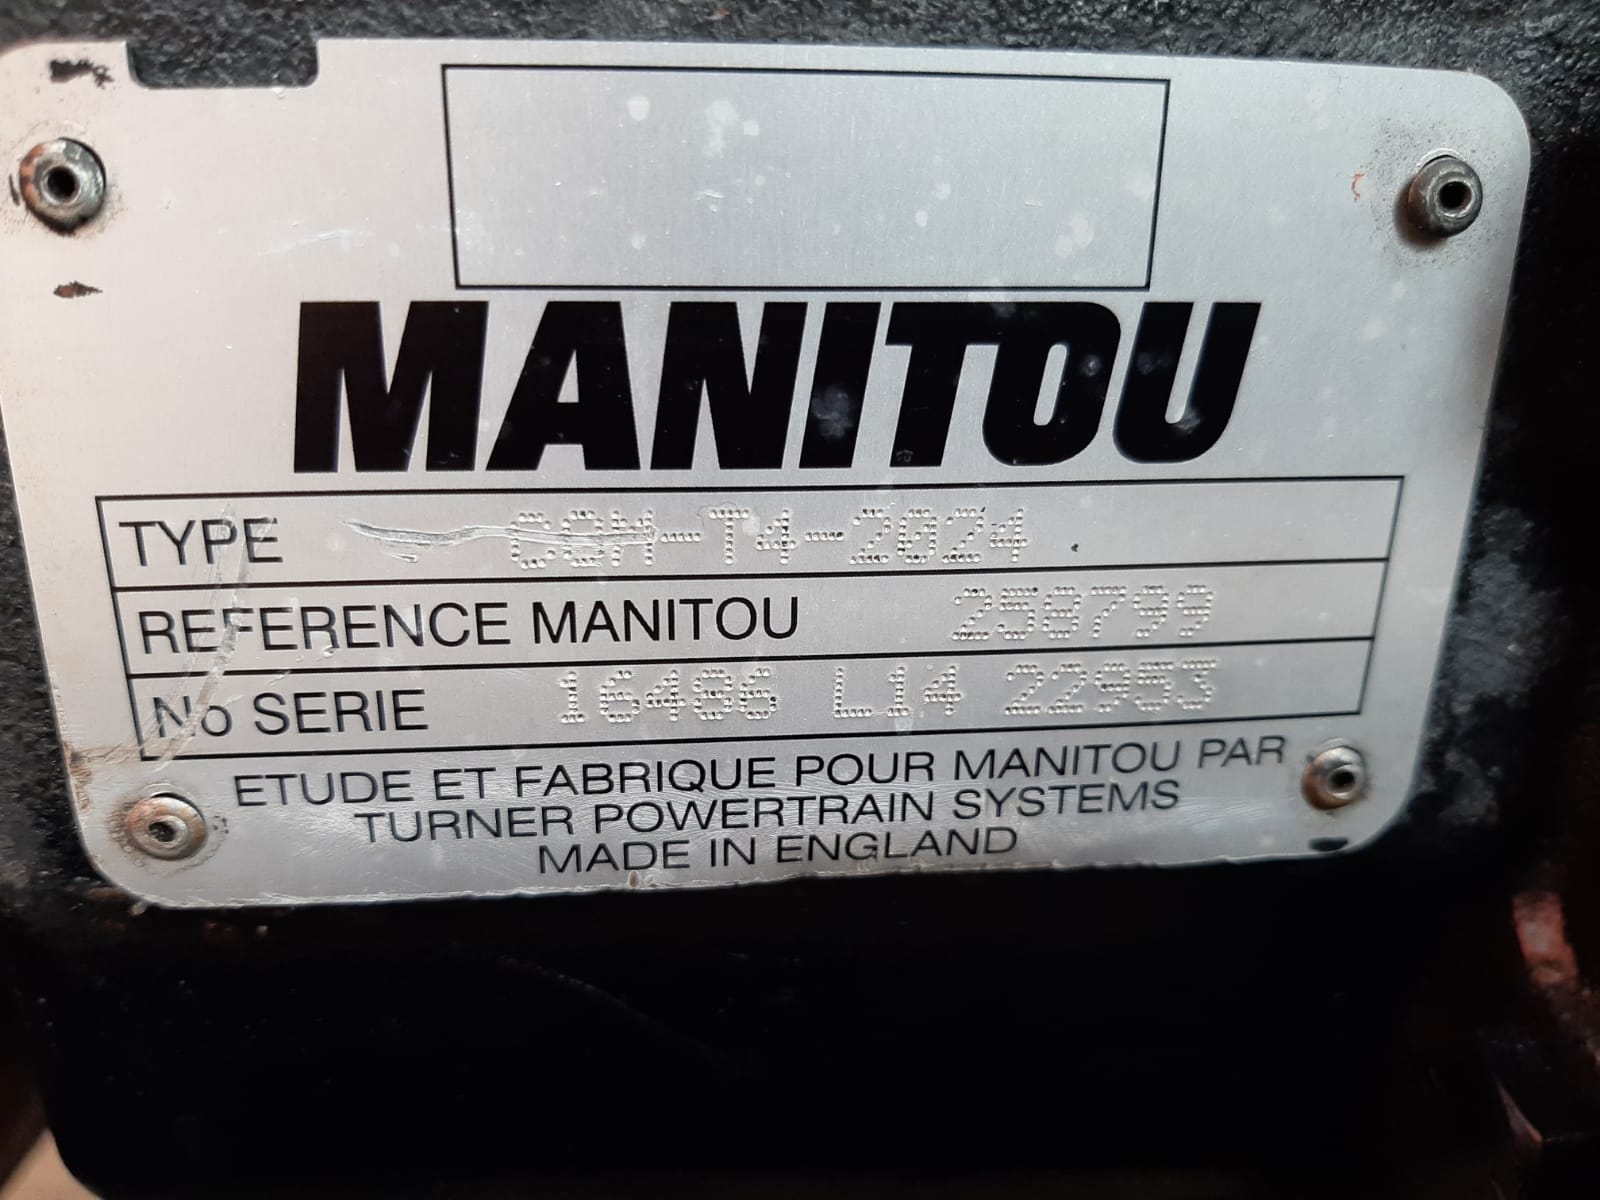 MANITOU
TYPE COM-T4-2024
REFERENCE MANITOU 258799
No SERIE 16486 L14 22953
ETUDE ET FABRIQUE POUR MANITOU PAR
TURNER POWERTRAIN SYSTEMS
MADE IN ENGLAND